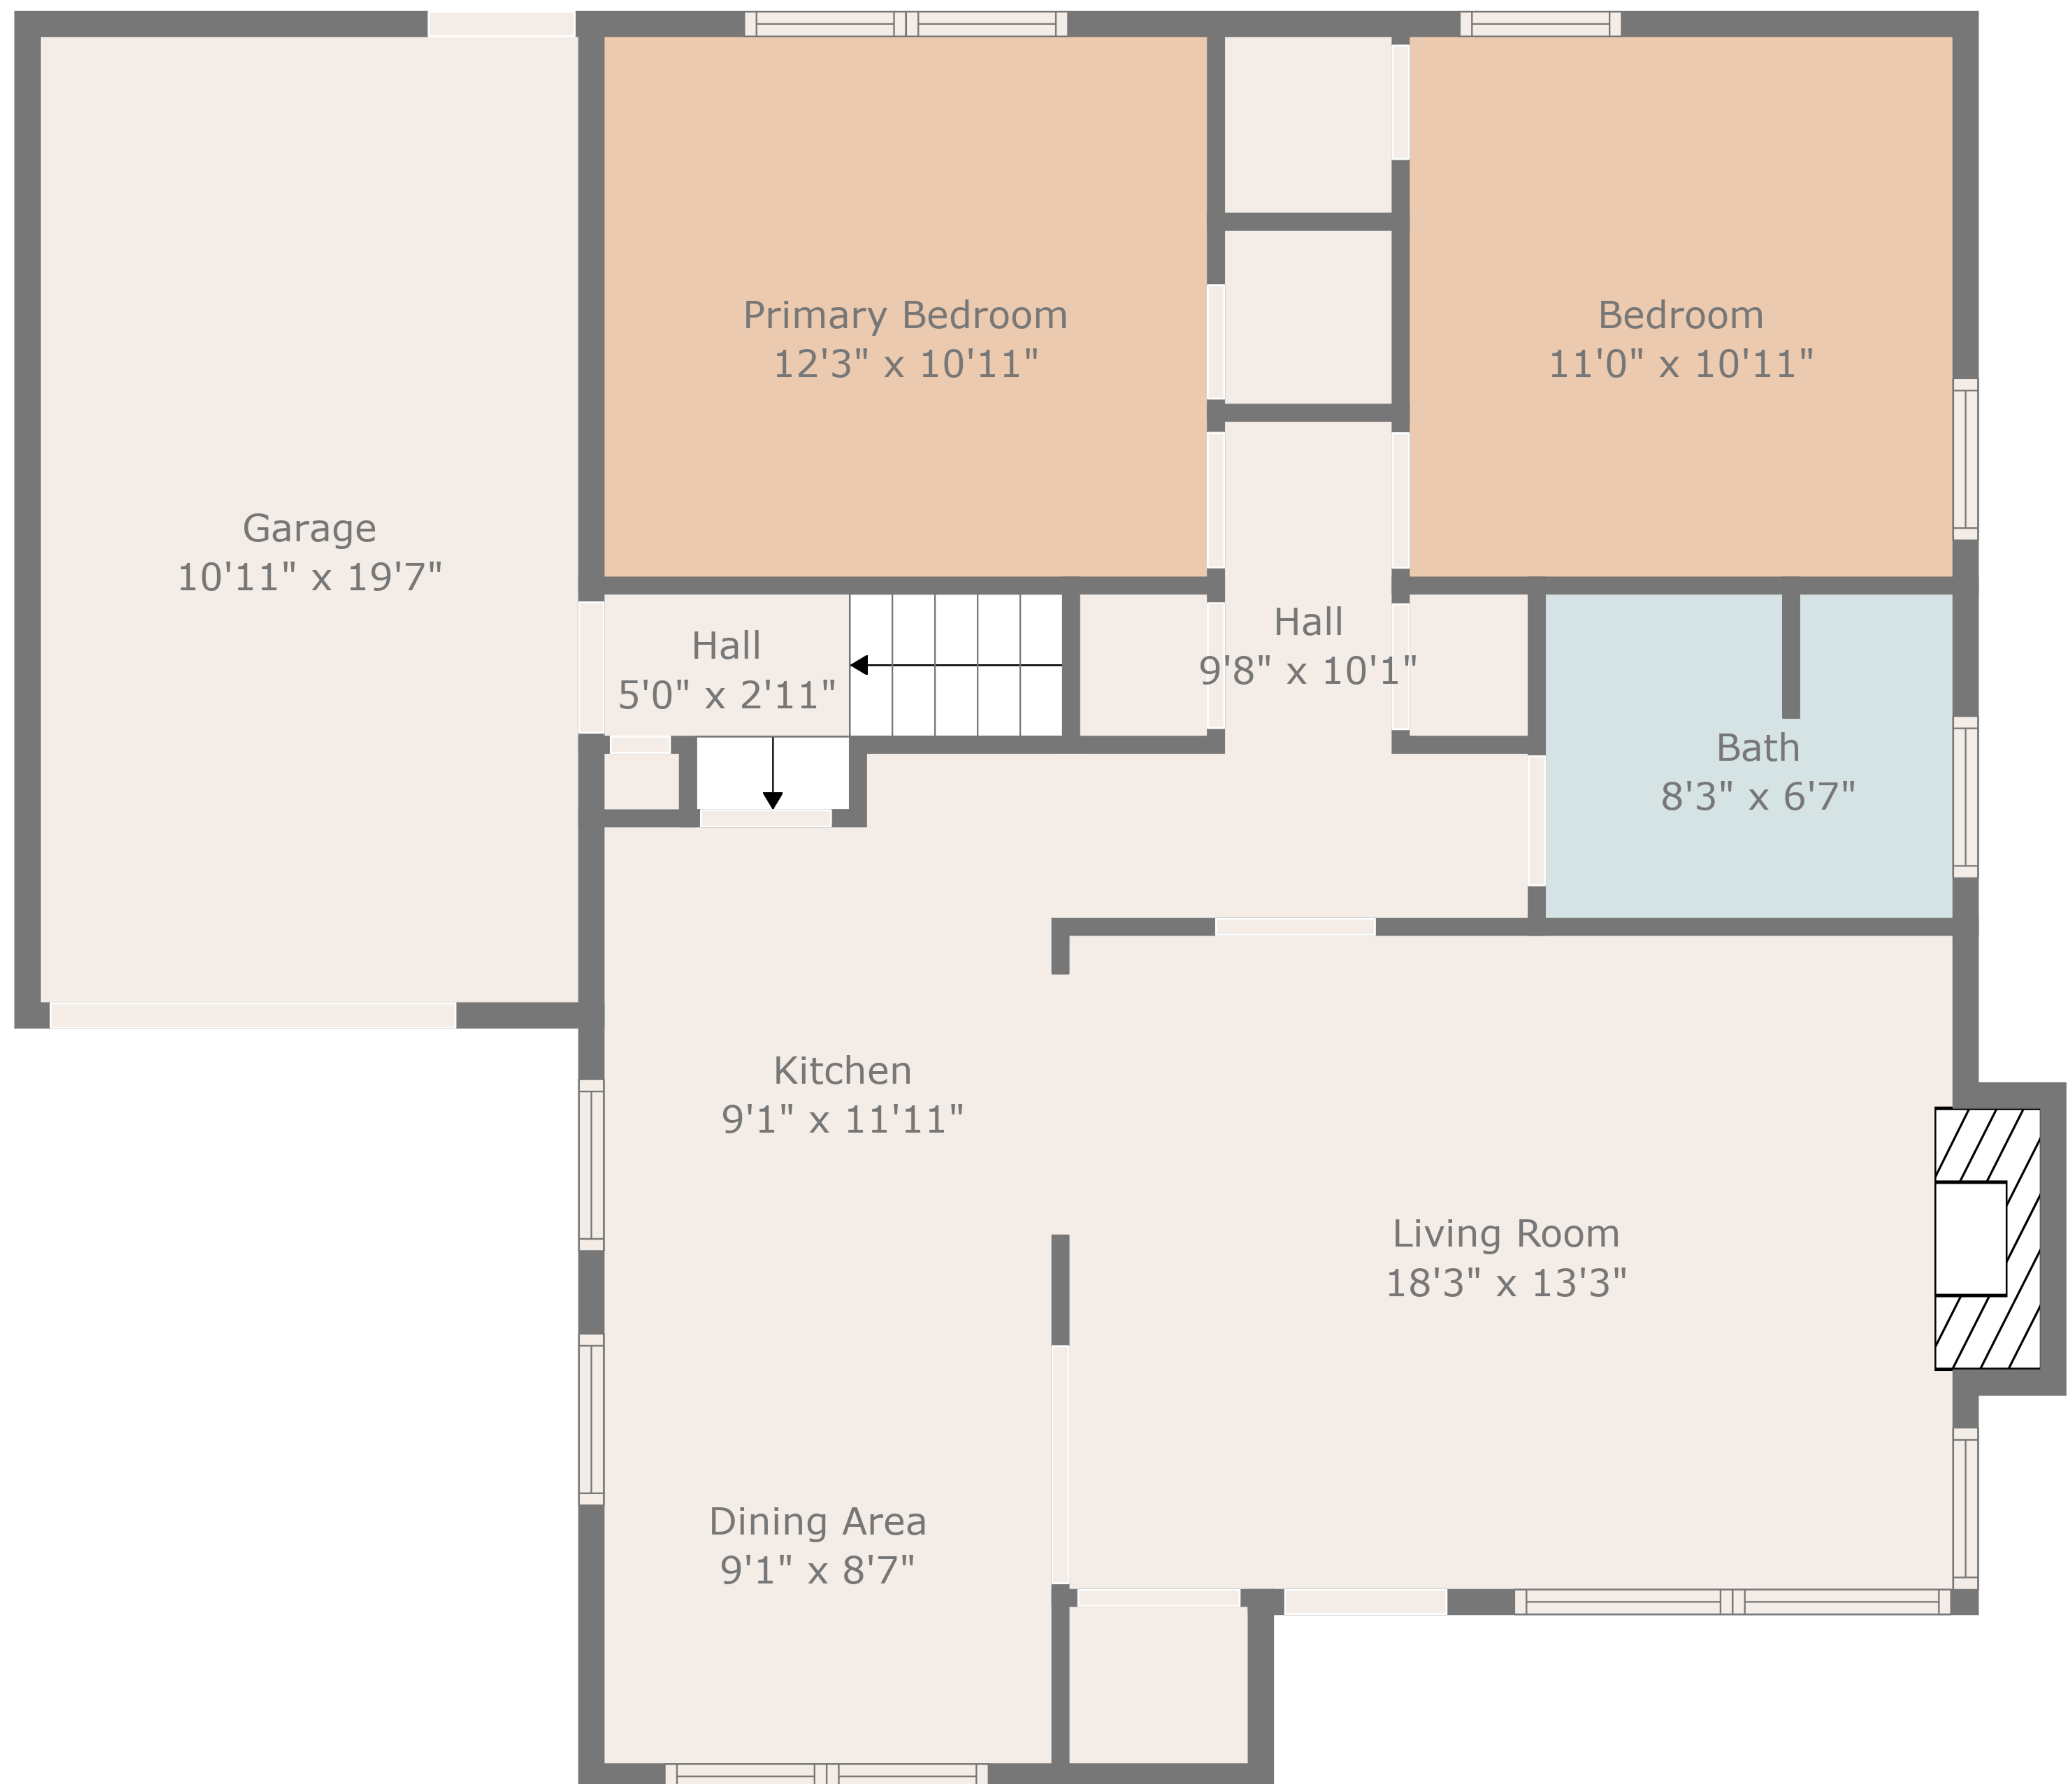 Primary Bedroom
12'3" x 10'11"
Bedroom
11'0" x 10'11"
Garage
10'11" x 19'7"
Hall
5'0" x 2'11"
Hall
9'8" x 10'1"
Bath
8'3" x 6'7"
Kitchen
9'1" x 11'11"
Living Room
18'3" x 13'3"
Dining Area
9'1" x 8'7"